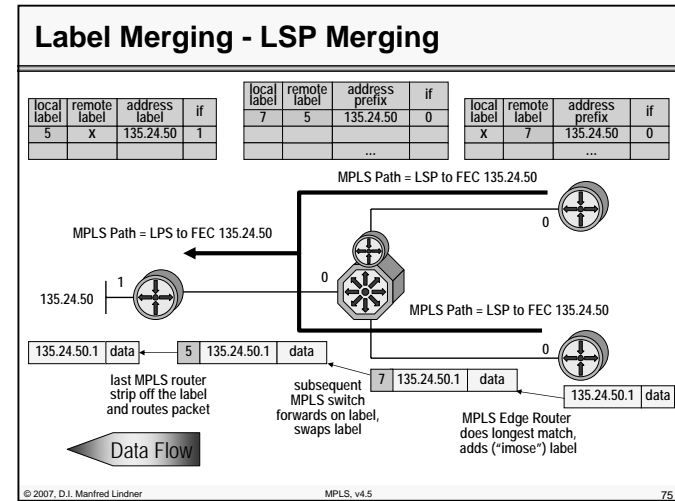 Label Merging - LSP Merging
local label remote label address label if
5 x 135.24.50 1
local label remote label address prefix if
7 5 135.24.50 0
...
local label remote label address prefix if
x 7 135.24.50 0
...
MPLS Path = LSP to FEC 135.24.50
0
MPLS Path = LPS to FEC 135.24.50
1
0
135.24.50
MPLS Path = LSP to FEC 135.24.50
0
135.24.50.1 data
5 135.24.50.1 data
7 135.24.50.1 data
135.24.50.1 data
last MPLS router
strip off the label
and routes packet
subsequent
MPLS switch
forwards on label,
swaps label
MPLS Edge Router
does longest match,
adds ("imose") label
Data Flow
© 2007, D.I. Manfred Lindner
MPLS, v4.5
75